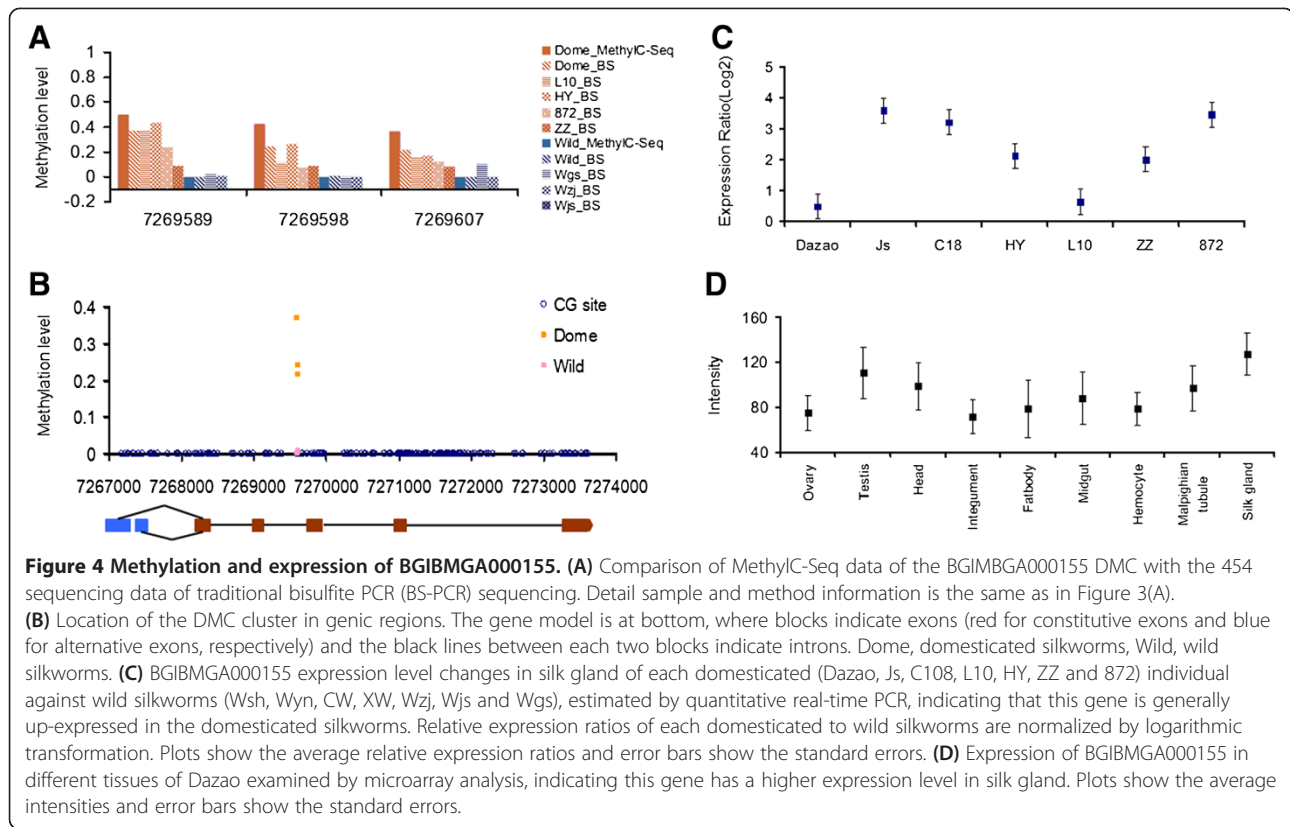 A
Methylation level
1
0.8
0.6
0.4
0.2
0
-0.2
7269589 7269598 7269607
Dome_MethylC-Seq
Dome_BS
L10_BS
HY_BS
872_BS
ZZ_BS
Wild_MethylC-Seq
Wild_BS
Wgs_BS
Wzj_BS
Wjs_BS
B
Methylation level
0.4
0.3
0.2
0.1
0
7267000 7268000 7269000 7270000 7271000 7272000 7273000 7274000
CG site
Dome
Wild
C
Expression Ratio(Log2)
5
4
3
2
1
0
Dazao Js C18 HY L10 ZZ 872
D
Intensity
160
120
80
40
Ovary
Testis
Head
Integument
Fatbody
Midgut
Hemocyte
Malpighian
tubule
Silk gland
Figure 4 Methylation and expression of BGIBMGA000155. (A) Comparison of MethylC-Seq data of the BGIMBGA000155 DMC with the 454
sequencing data of traditional bisulfite PCR (BS-PCR) sequencing. Detail sample and method information is the same as in Figure 3(A).
(B) Location of the DMC cluster in genic regions. The gene model is at bottom, where blocks indicate exons (red for constitutive exons and blue
for alternative exons, respectively) and the black lines between each two blocks indicate introns. Dome, domesticated silkworms, Wild, wild
silkworms. (C) BGIBMGA000155 expression level changes in silk gland of each domesticated (Dazao, Js, C108, L10, HY, ZZ and 872) individual
against wild silkworms (Wsh, Wyn, CW, XW, Wzj, Wjs and Wgs), estimated by quantitative real-time PCR, indicating that this gene is generally
up-expressed in the domesticated silkworms. Relative expression ratios of each domesticated to wild silkworms are normalized by logarithmic
transformation. Plots show the average relative expression ratios and error bars show the standard errors. (D) Expression of BGIBMGA000155 in
different tissues of Dazao examined by microarray analysis, indicating this gene has a higher expression level in silk gland. Plots show the average
intensities and error bars show the standard errors.